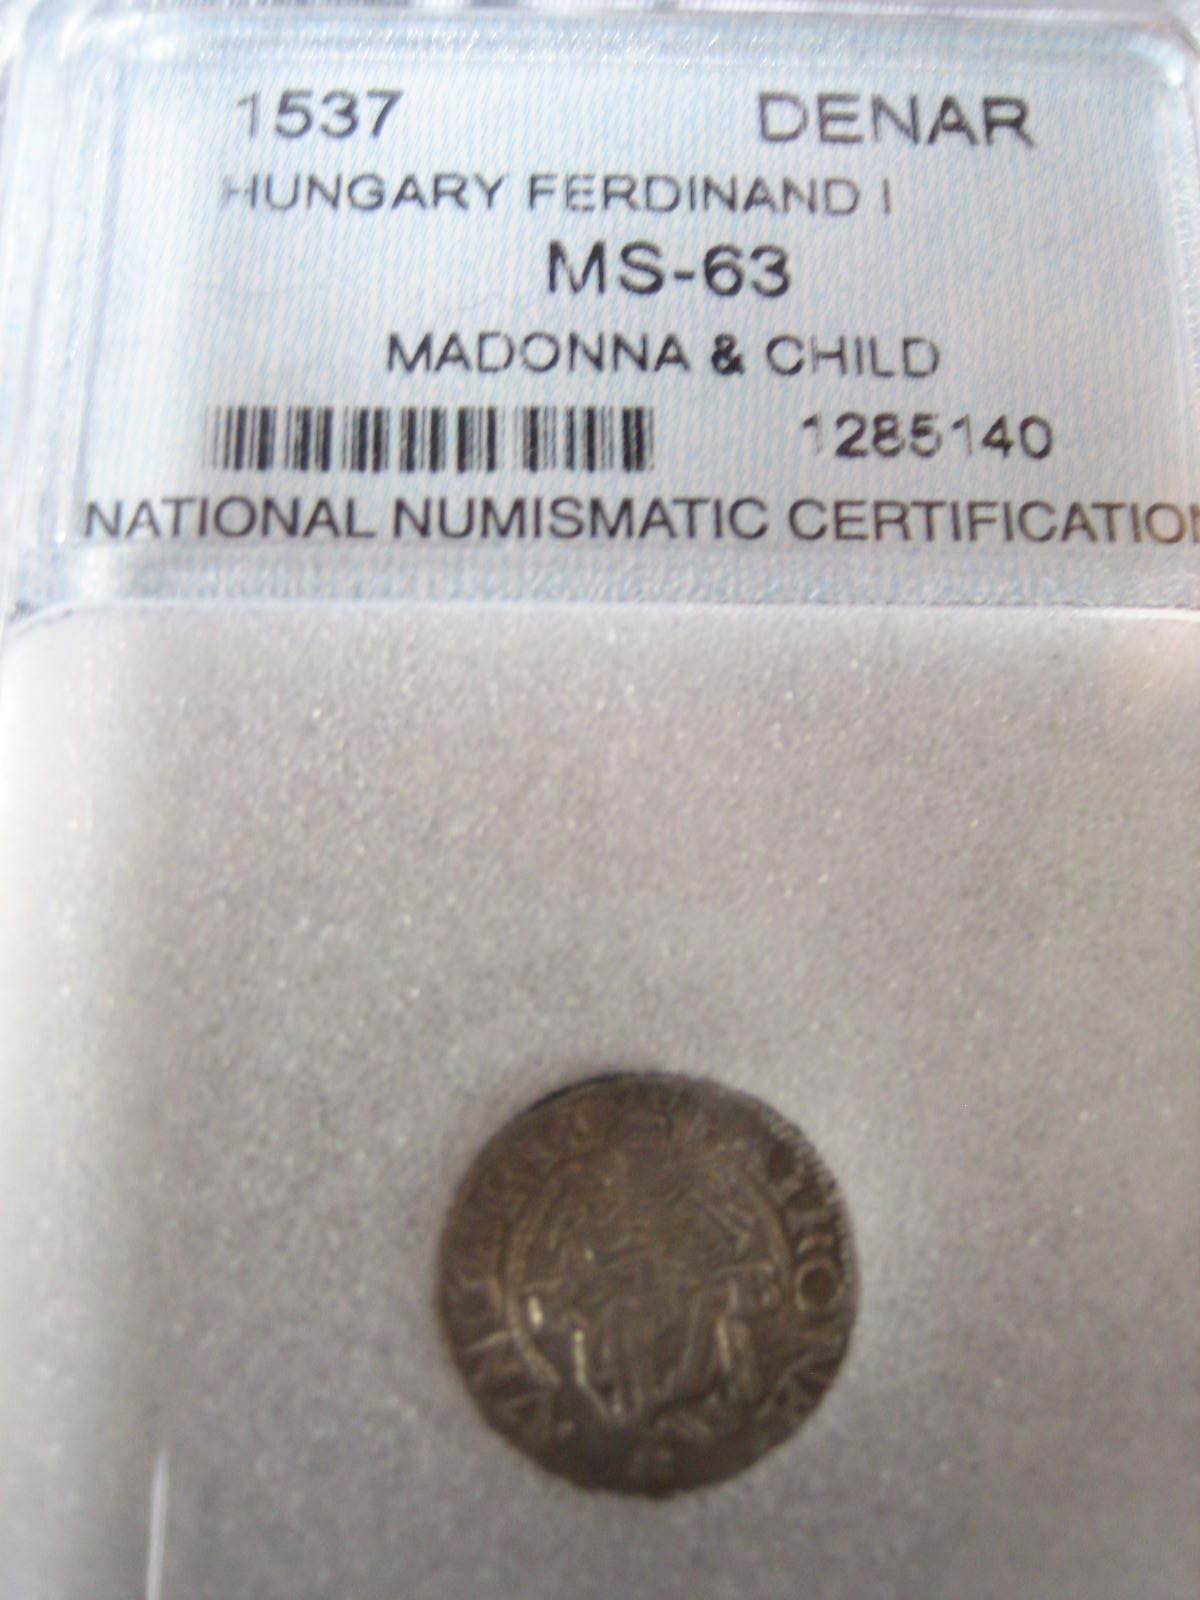 1537 DENAR
HUNGARY FERDINAND I
MS-63
MADONNA & CHILD
1285140
NATIONAL NUMISMATIC CERTIFICATION